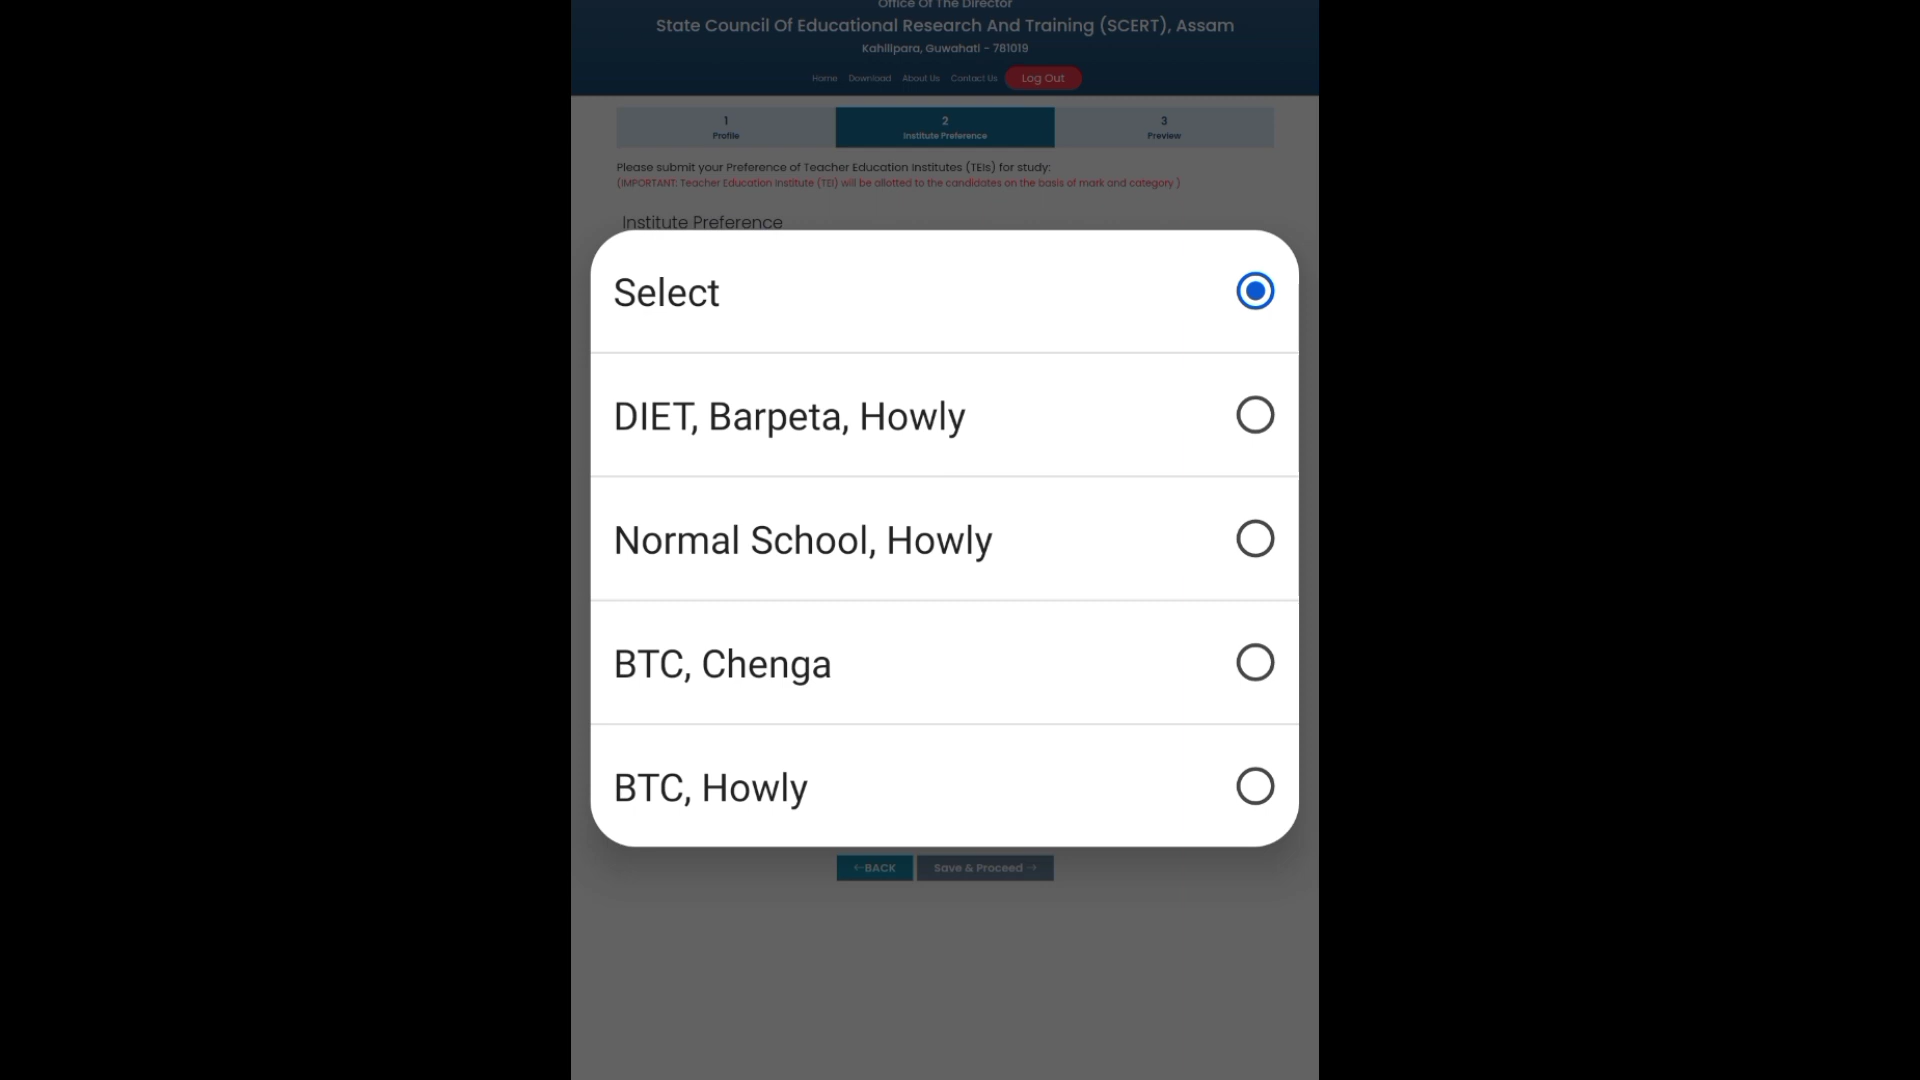 Office Of The Director
State Council Of Educational Research And Training (SCERT), Assam
Kahilipara, Guwahati - 781019
Home Download About Us Contact Us Log Out
1 2 3
Profile Institute Preference Preview
Please submit your Preference of Teacher Education Institutes (TEIs) for study:
(IMPORTANT: Teacher Education Institute (TEI) will be allotted to the candidates on the basis of mark and category )
Institute Preference
Select
DIET, Barpeta, Howly
Normal School, Howly
BTC, Chenga
BTC, Howly
←BACK Save & Proceed →